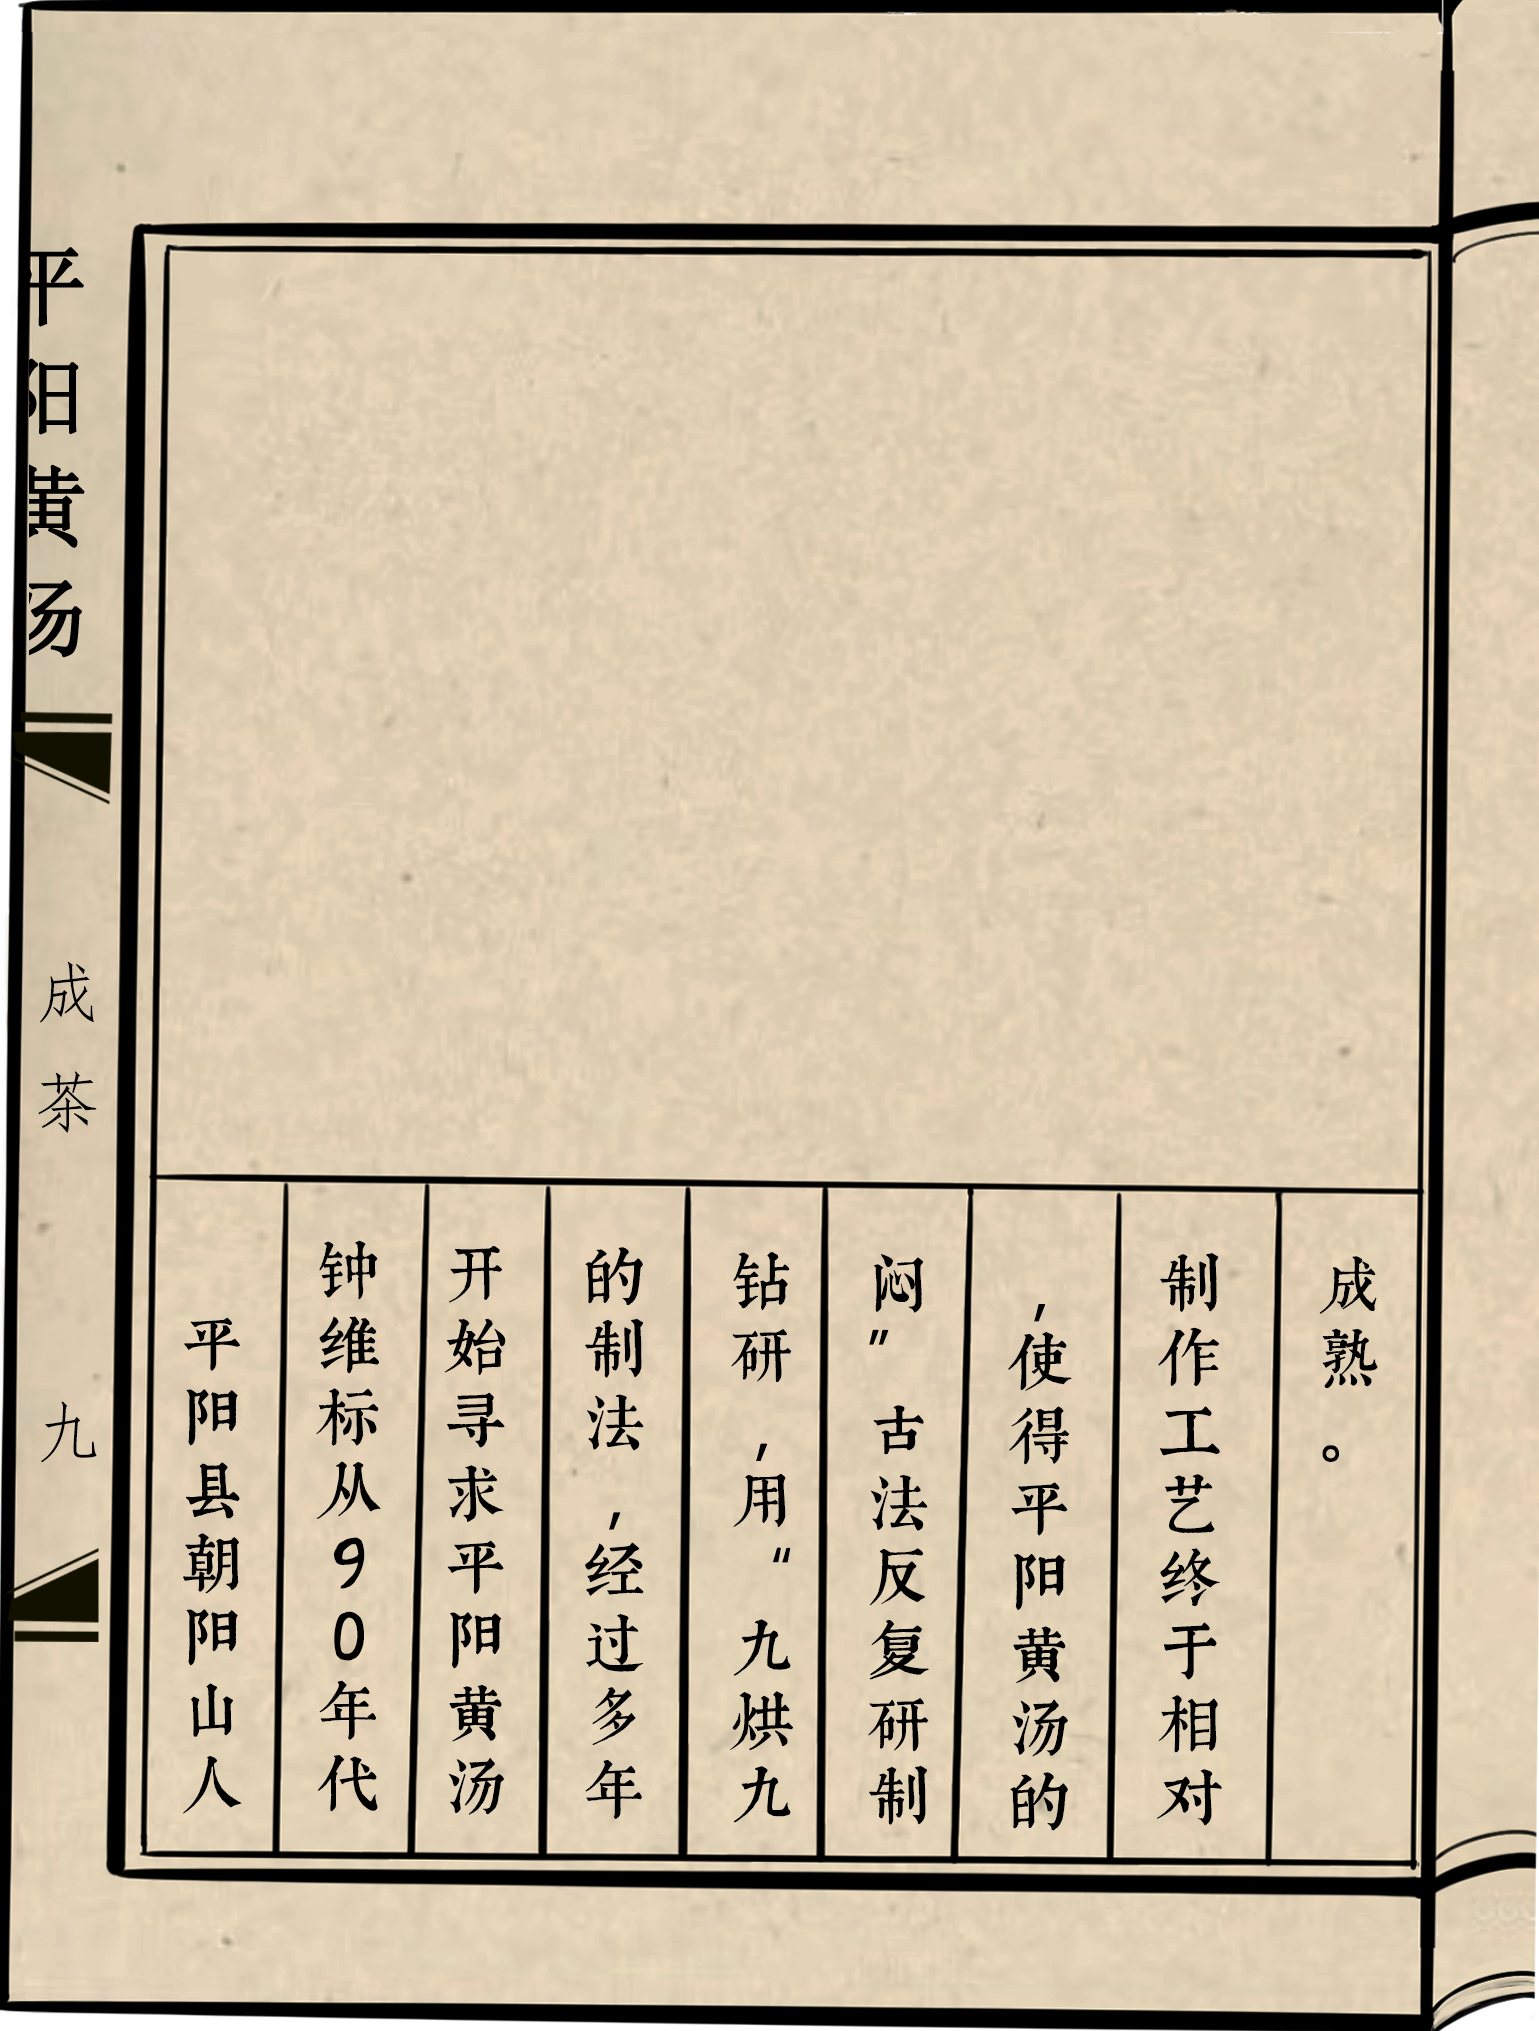 平阳黄汤
成茶
九
平阳县朝阳山人
钟维标从90年代
开始寻求平阳黄汤
的制法,经过多年
钻研,用“九烘九
闷”古法反复研制
,使得平阳黄汤的
制作工艺终于相对
成熟。